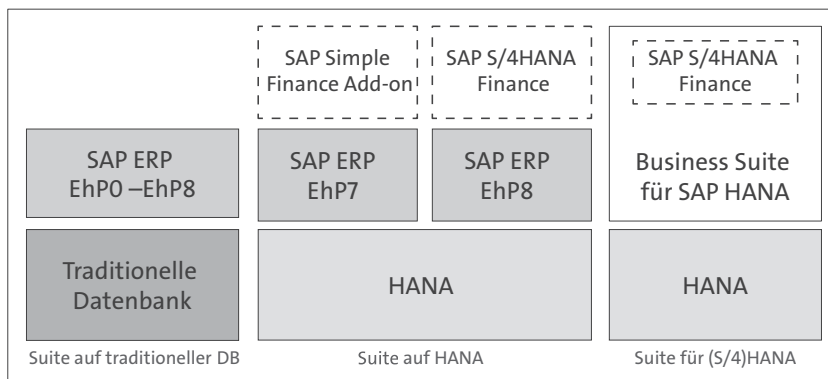 SAP Simple
Finance Add-on
SAP S/4HANA
Finance
SAP S/4HANA
Finance
SAP ERP
EhP0 –EhP8
SAP ERP
EhP7
SAP ERP
EhP8
Business Suite
für SAP HANA
Traditionelle
Datenbank
HANA
HANA
Suite auf traditioneller DB
Suite auf HANA
Suite für (S/4)HANA